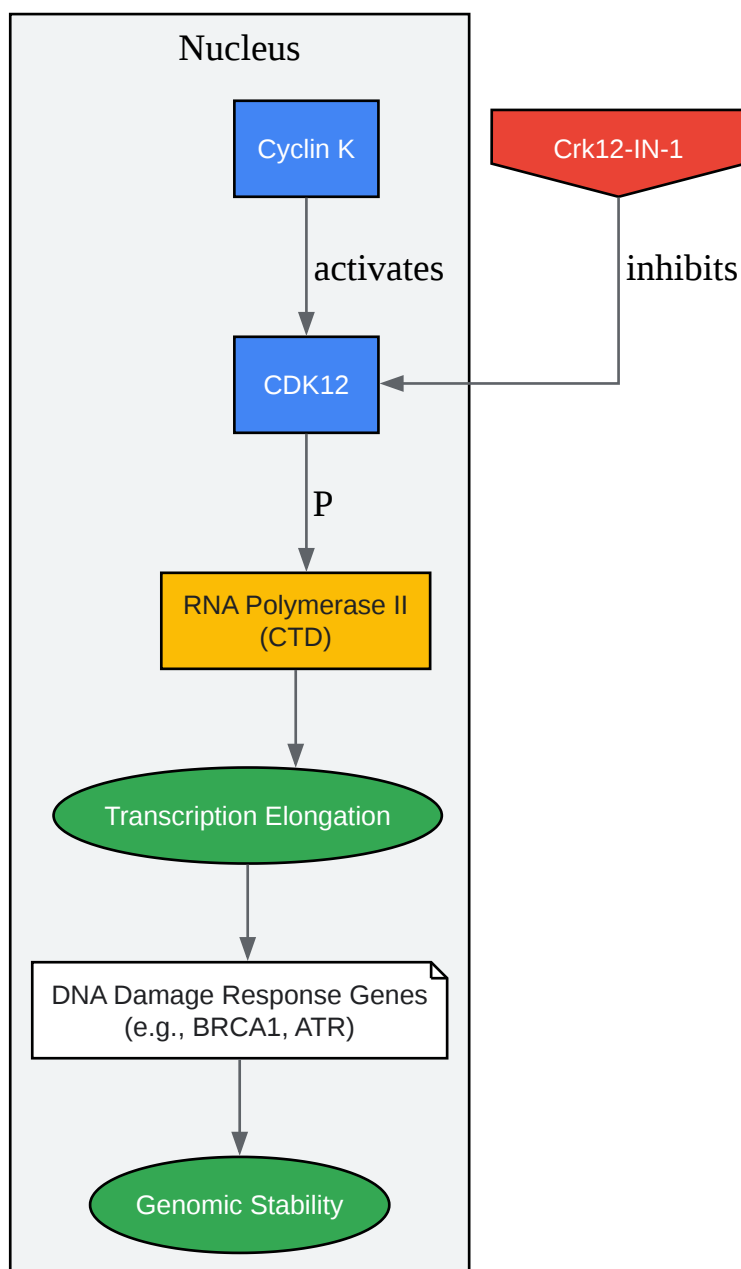 Nucleus
Cyclin K
Crk12-IN-1
activates
inhibits
CDK12
P
RNA Polymerase II
(CTD)
Transcription Elongation
DNA Damage Response Genes
(e.g., BRCA1, ATR)
Genomic Stability